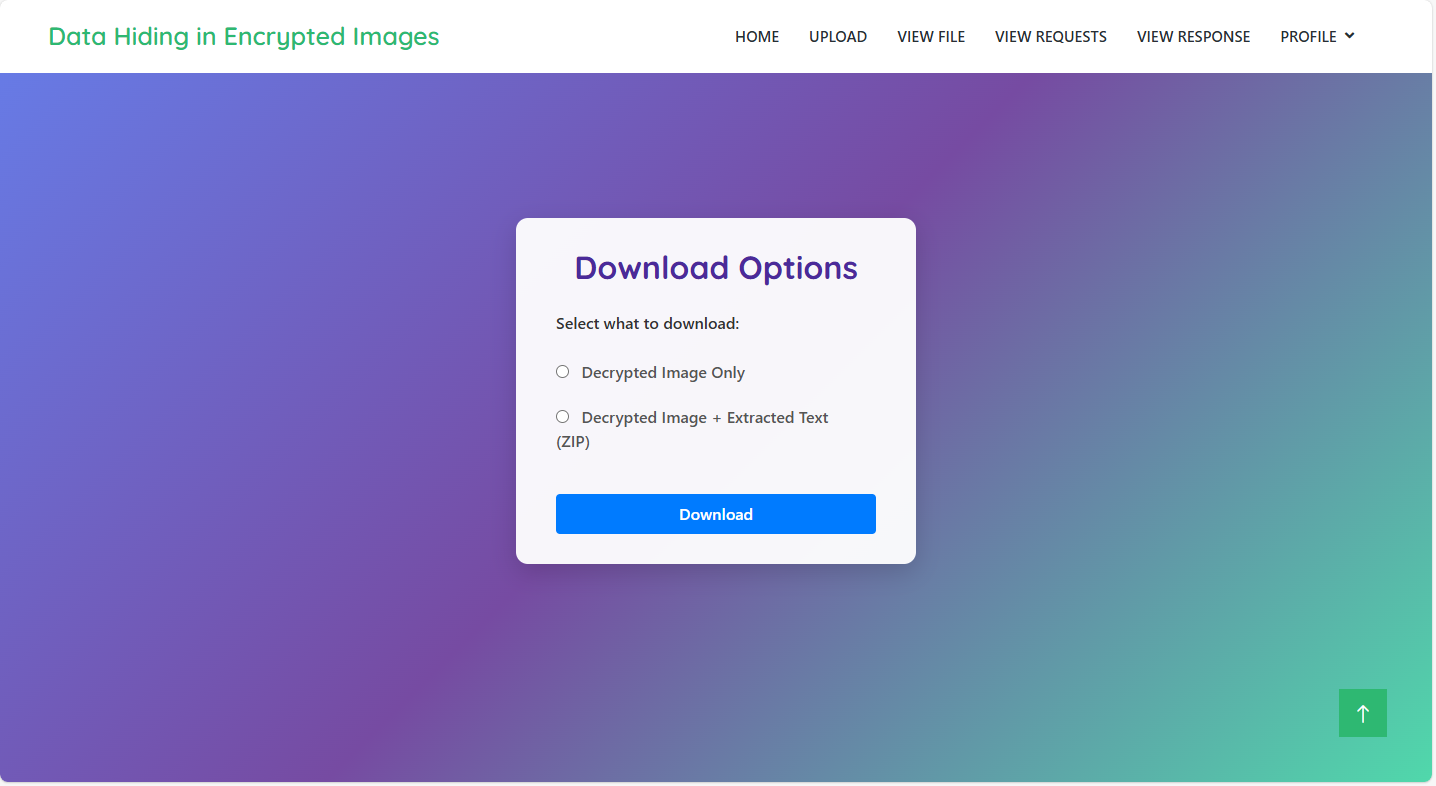 Data Hiding in Encrypted Images
HOME UPLOAD VIEW FILE VIEW REQUESTS VIEW RESPONSE PROFILE
Download Options
Select what to download:
Decrypted Image Only
Decrypted Image + Extracted Text
(ZIP)
Download